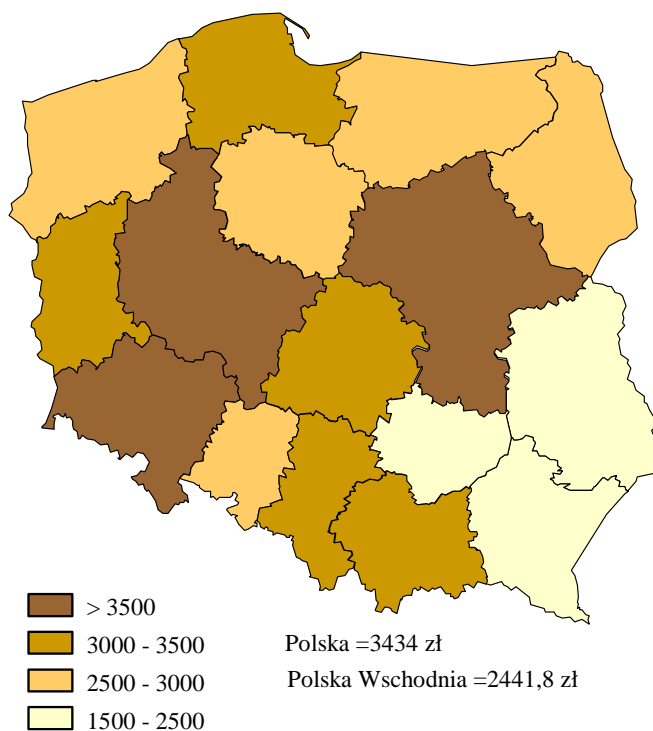 > 3500
3000 - 3500
Polska =3434 zł
2500 - 3000
Polska Wschodnia =2441,8 zł
1500 - 2500